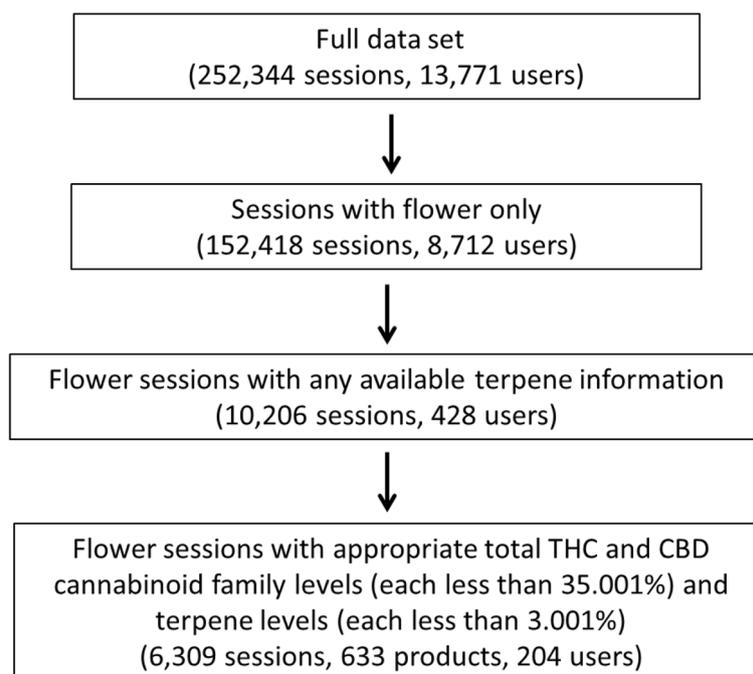 Full data set
(252,344 sessions, 13,771 users)
Sessions with flower only
(152,418 sessions, 8,712 users)
Flower sessions with any available terpene information
(10,206 sessions, 428 users)
Flower sessions with appropriate total THC and CBD
cannabinoid family levels (each less than 35.001%) and
terpene levels (each less than 3.001%)
(6,309 sessions, 633 products, 204 users)